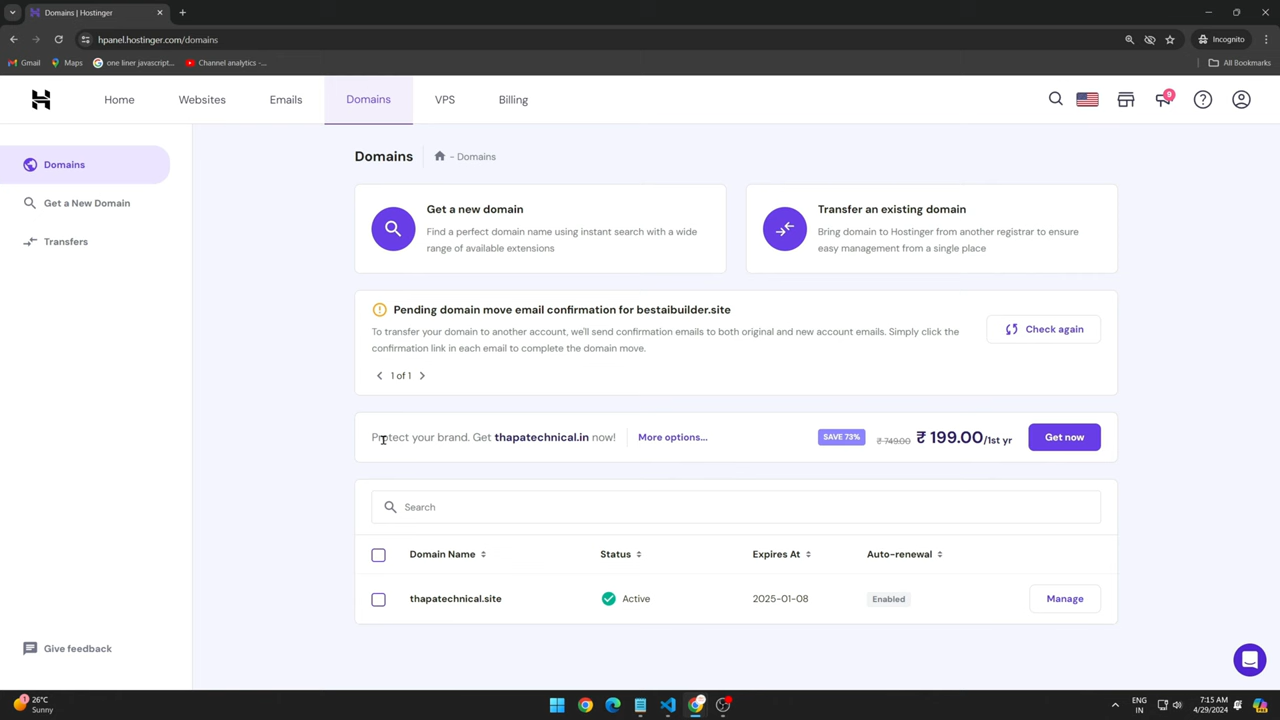 Domains | Hostinger
hpanel.hostinger.com/domains
Incognito
Gmail
Maps
one liner javascript...
Channel analytics -...
All Bookmarks
Home
Websites
Emails
Domains
VPS
Billing
9
Domains
Get a New Domain
Transfers
Domains
- Domains
Get a new domain
Find a perfect domain name using instant search with a wide
range of available extensions
Transfer an existing domain
Bring domain to Hostinger from another registrar to ensure
easy management from a single place
Pending domain move email confirmation for bestaibuilder.site
To transfer your domain to another account, we'll send confirmation emails to both original and new account emails. Simply click the
confirmation link in each email to complete the domain move.
Check again
1 of 1
Protect your brand. Get thapatechnical.in now!
More options...
SAVE 73%
₹ 749.00
₹ 199.00/1st yr
Get now
Search
Domain Name
Status
Expires At
Auto-renewal
thapatechnical.site
Active
2025-01-08
Enabled
Manage
Give feedback
1
26°C
Sunny
ENG
IN
7:15 AM
4/29/2024